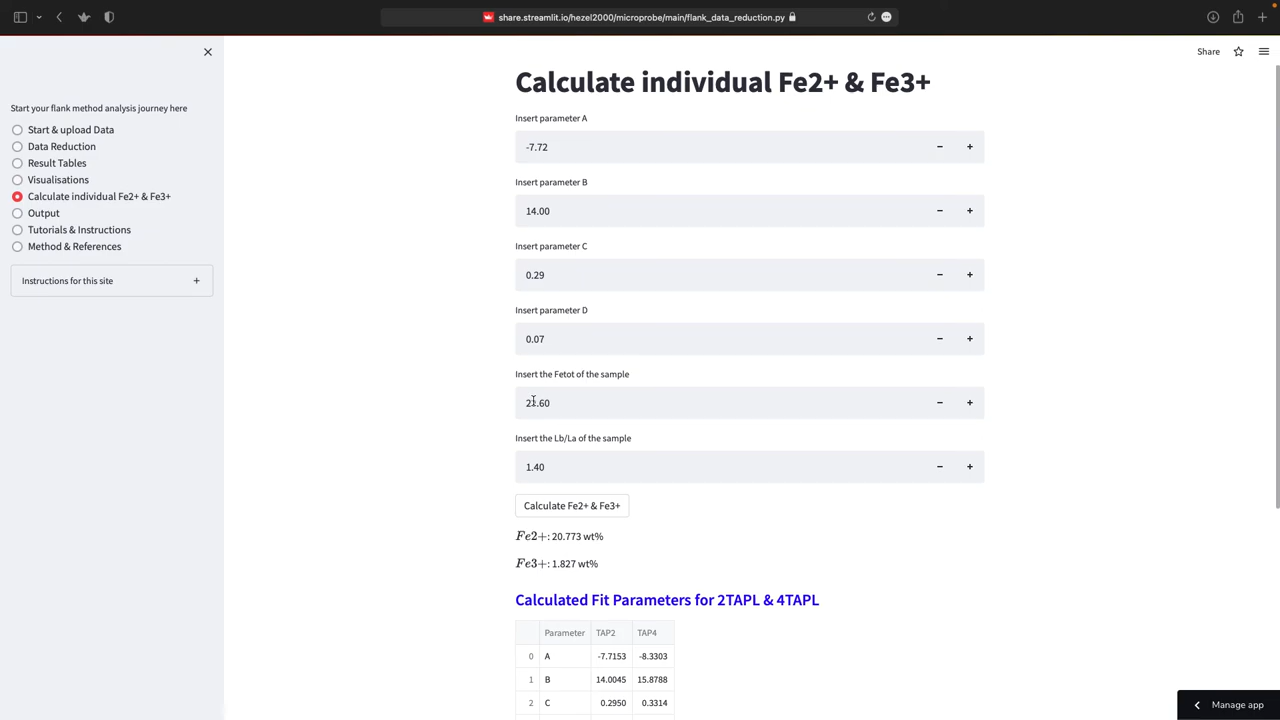 share.streamlit.io/hezel2000/microprobe/main/flank_data_reduction.py
Share
Start your flank method analysis journey here
Start & upload Data
Data Reduction
Result Tables
Visualisations
Calculate individual Fe2+ & Fe3+
Output
Tutorials & Instructions
Method & References
Instructions for this site +
Calculate individual Fe2+ & Fe3+
Insert parameter A
-7.72 − +
Insert parameter B
14.00 − +
Insert parameter C
0.29 − +
Insert parameter D
0.07 − +
Insert the Fetot of the sample
− +
Insert the Lb/La of the sample
1.40 − +
Calculate Fe2+ & Fe3+
Fe2+: 20.773 wt%
Fe3+: 1.827 wt%
Calculated Fit Parameters for 2TAPL & 4TAPL
Parameter TAP2 TAP4
0 A -7.7153 -8.3303
1 B 14.0045 15.8788
2 C 0.2950 0.3314
Manage app